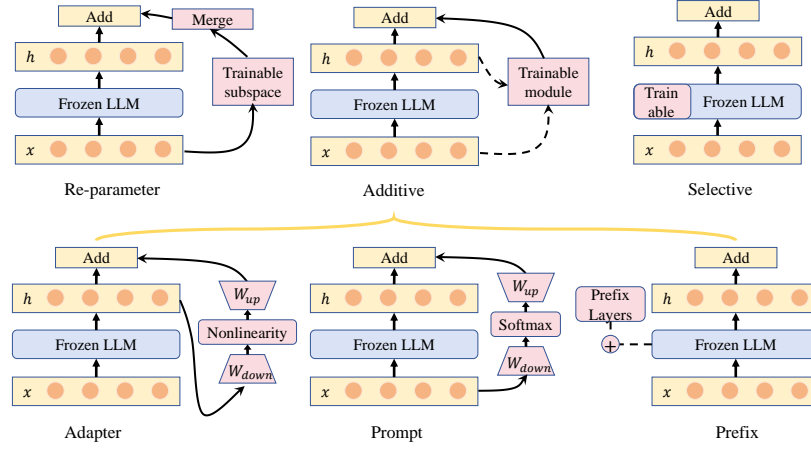 Add
Merge
h
Trainable
subspace
Frozen LLM
x
Re-parameter
Add
h
Trainable
module
Frozen LLM
x
Additive
Add
h
Train
able
Frozen LLM
x
Selective
Add
W_up
h
Nonlinearity
Frozen LLM
W_down
x
Adapter
Add
W_up
h
Softmax
Frozen LLM
W_down
x
Prompt
Add
Prefix
Layers
h
+
Frozen LLM
x
Prefix